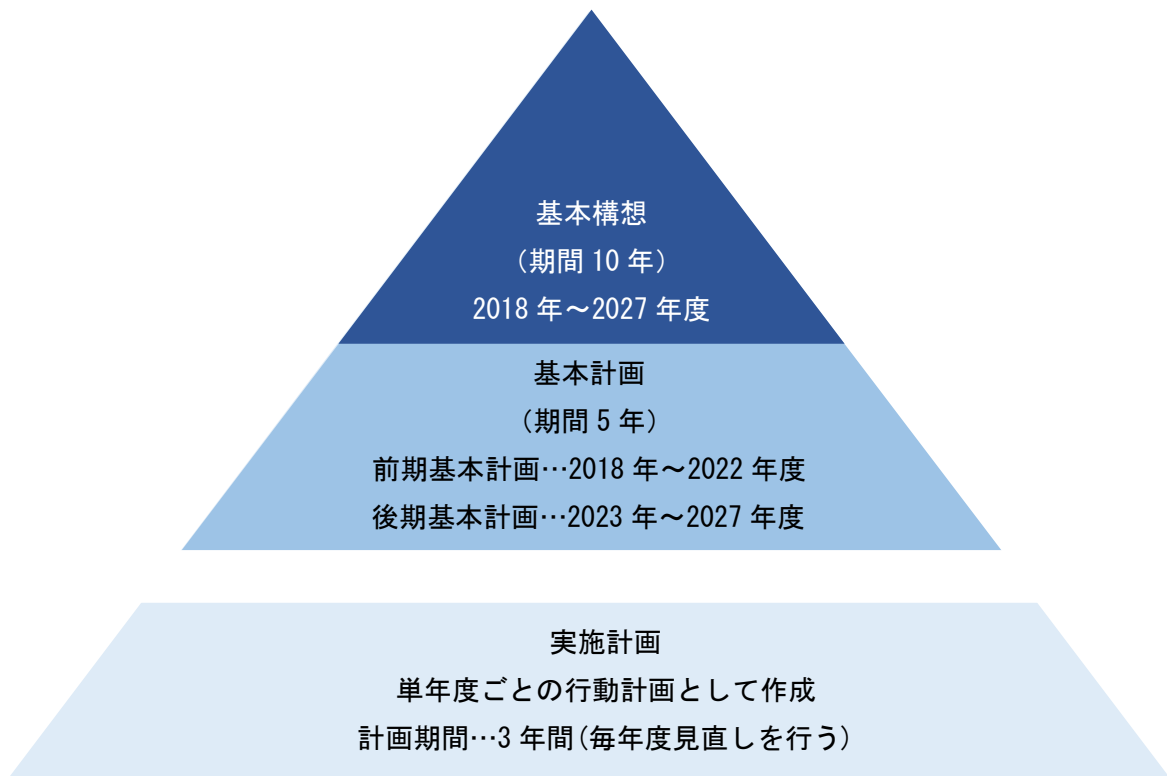 基本構想
（期間 10 年）
2018 年～2027 年度
基本計画
（期間 5 年）
前期基本計画…2018 年～2022 年度
後期基本計画…2023 年～2027 年度
実施計画
単年度ごとの行動計画として作成
計画期間…3 年間（毎年度見直しを行う）